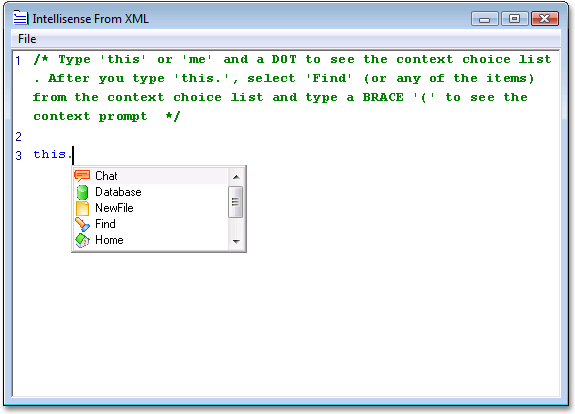 Intellisense From XML
File
1 /* Type 'this' or 'me' and a DOT to see the context choice list
. After you type 'this.', select 'Find' (or any of the items)
from the context choice list and type a BRACE '(' to see the
context prompt  */
2
3 this.
Chat
Database
NewFile
Find
Home